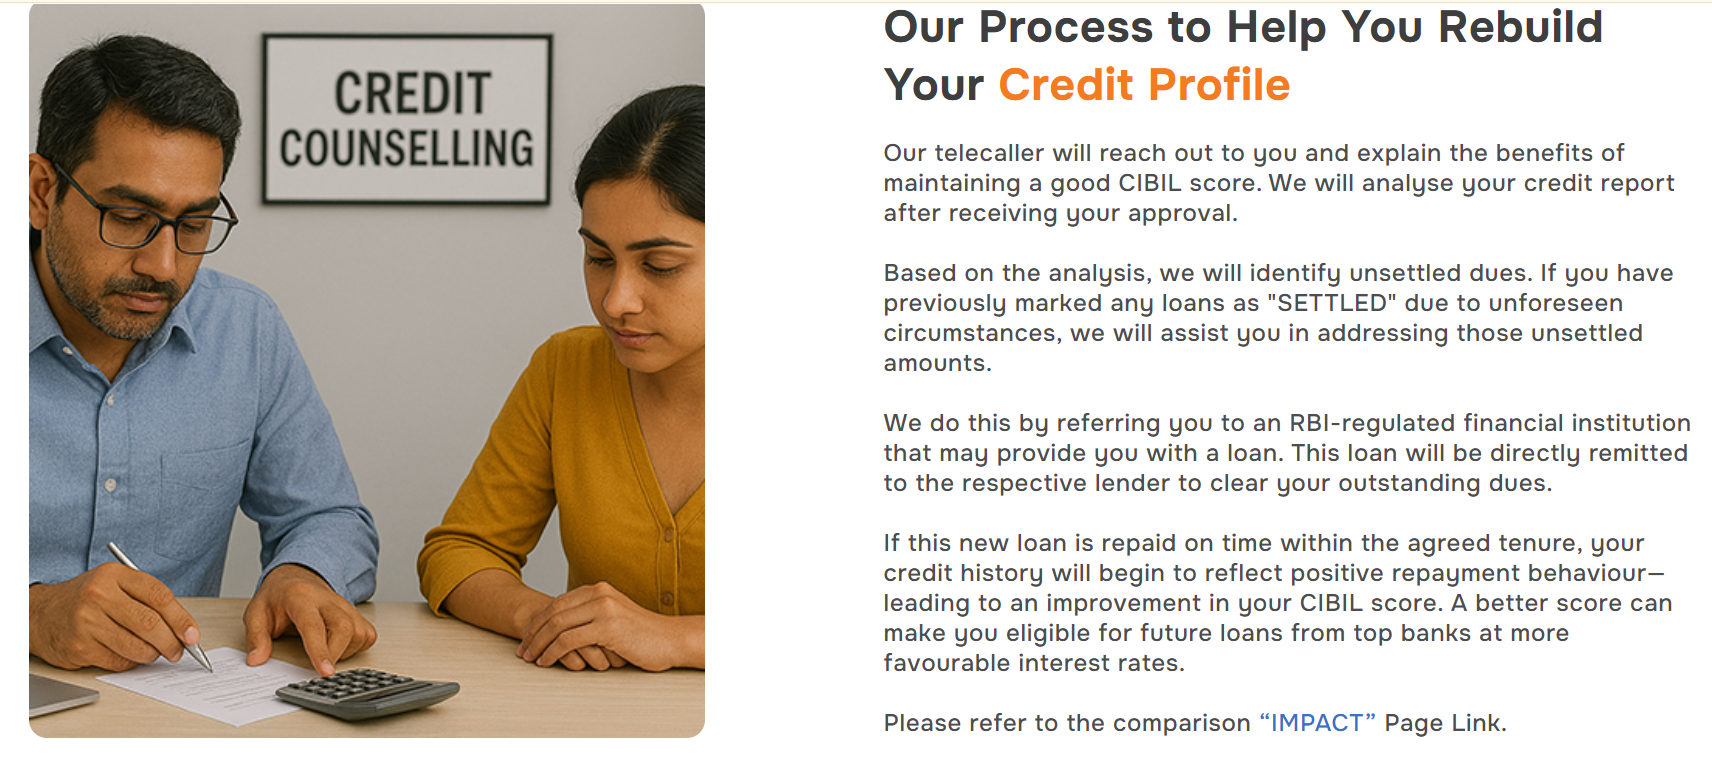 CREDIT
COUNSELLING
Our Process to Help You Rebuild
Your Credit Profile
Our telecaller will reach out to you and explain the benefits of
maintaining a good CIBIL score. We will analyse your credit report
after receiving your approval.
Based on the analysis, we will identify unsettled dues. If you have
previously marked any loans as "SETTLED" due to unforeseen
circumstances, we will assist you in addressing those unsettled
amounts.
We do this by referring you to an RBI-regulated financial institution
that may provide you with a loan. This loan will be directly remitted
to the respective lender to clear your outstanding dues.
If this new loan is repaid on time within the agreed tenure, your
credit history will begin to reflect positive repayment behaviour—
leading to an improvement in your CIBIL score. A better score can
make you eligible for future loans from top banks at more
favourable interest rates.
Please refer to the comparison “IMPACT” Page Link.